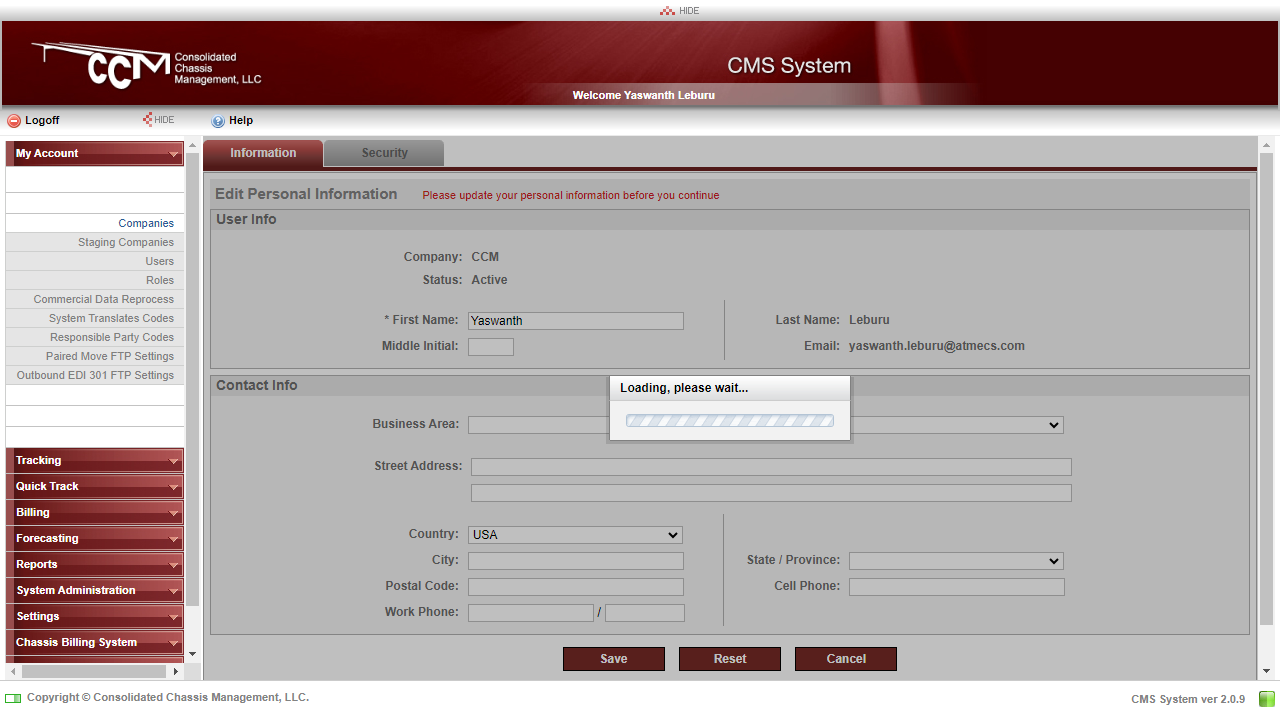 HIDE
CCM
Consolidated
Chassis
Management, LLC
CMS System
Welcome Yaswanth Leburu
Logoff
HIDE
Help
My Account
Companies
Staging Companies
Users
Roles
Commercial Data Reprocess
System Translates Codes
Responsible Party Codes
Paired Move FTP Settings
Outbound EDI 301 FTP Settings
Tracking
Quick Track
Billing
Forecasting
Reports
System Administration
Settings
Chassis Billing System
Information Security
Edit Personal Information Please update your personal information before you continue
User Info
Company: CCM
Status: Active
* First Name: Yaswanth Last Name: Leburu
Middle Initial: Email: yaswanth.leburu@atmecs.com
Contact Info
Loading, please wait...
Business Area:
Street Address:
Country: USA
City: State / Province:
Postal Code: Cell Phone:
Work Phone: /
Save Reset Cancel
Copyright © Consolidated Chassis Management, LLC.
CMS System ver 2.0.9